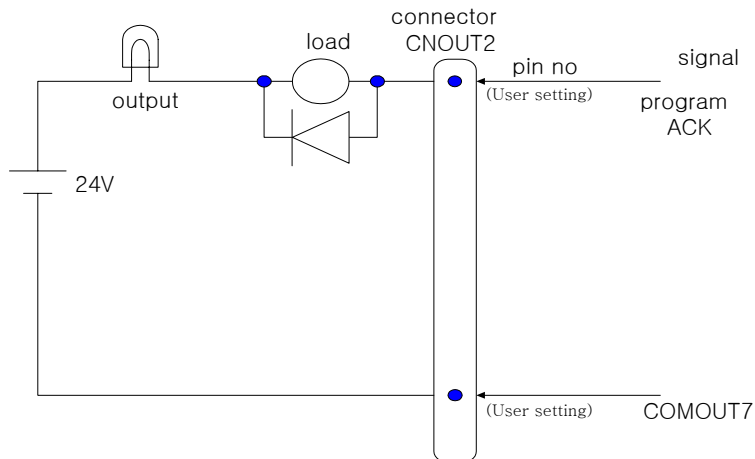 connector
CNOUT2
load
pin no
signal
(User setting)
output
program
ACK
24V
(User setting)
COMOUT7